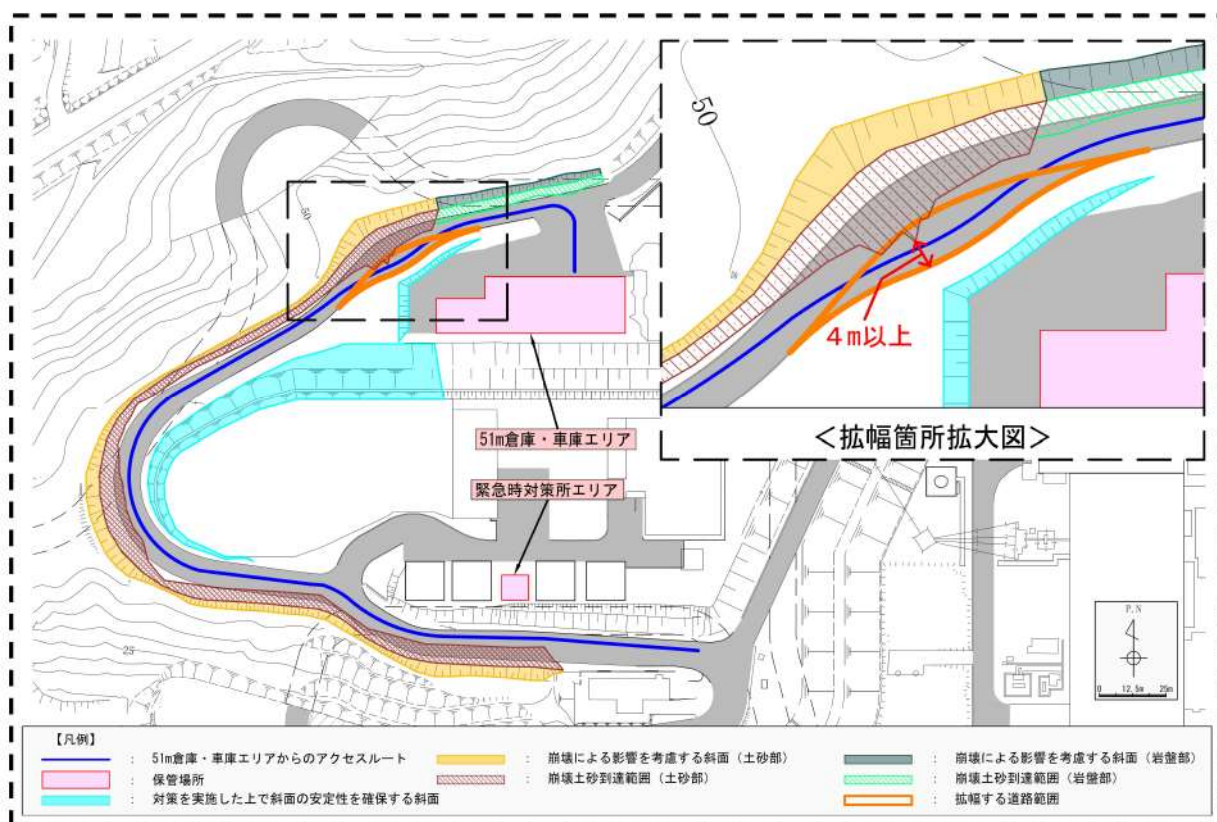 50
50
4m以上
<拡幅箇所拡大図>
51m倉庫・車庫エリア
緊急時対策所エリア
25
P.N
0 12.5m 25m
【凡例】
: 51m倉庫・車庫エリアからのアクセスルート
: 崩壊による影響を考慮する斜面（土砂部）
: 崩壊による影響を考慮する斜面（岩盤部）
: 保管場所
: 崩壊土砂到達範囲（土砂部）
: 崩壊土砂到達範囲（岩盤部）
: 対策を実施した上で斜面の安定性を確保する斜面
: 拡幅する道路範囲